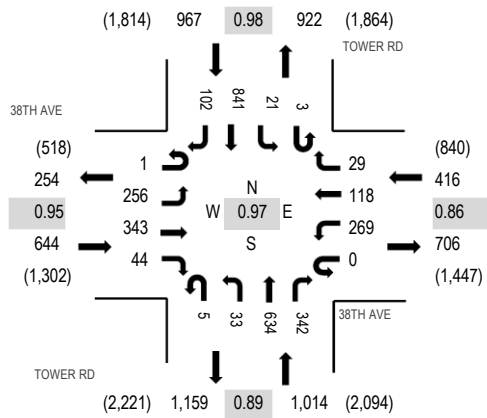 (1,814) 967 0.98 922 (1,864)
TOWER RD
102 841 21 3
38TH AVE
(518)
254
0.95
644
(1,302)
1
256
343
44
N
W 0.97 E
S
29
118
269
0
(840)
416
0.86
706
(1,447)
5 33 634 342
38TH AVE
TOWER RD
(2,221) 1,159 0.89 1,014 (2,094)